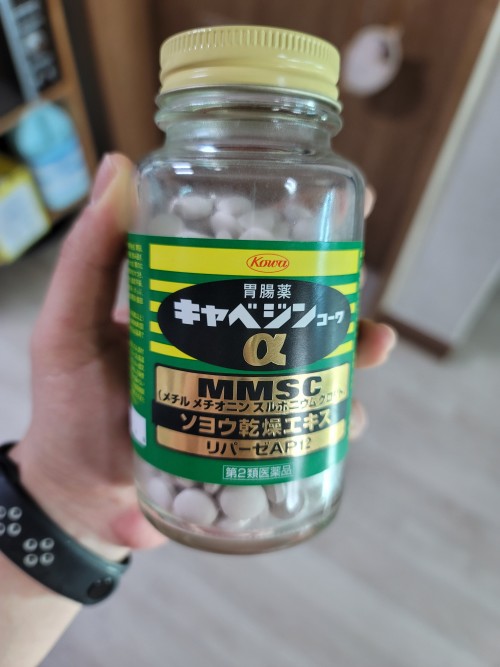 Kowa
胃腸薬
キャベジンコーワ
α
MMSC
(メチル メチオニン スルホニウム クロ
ソヨウ乾燥エキス
リパーゼAP12
第2類医薬品